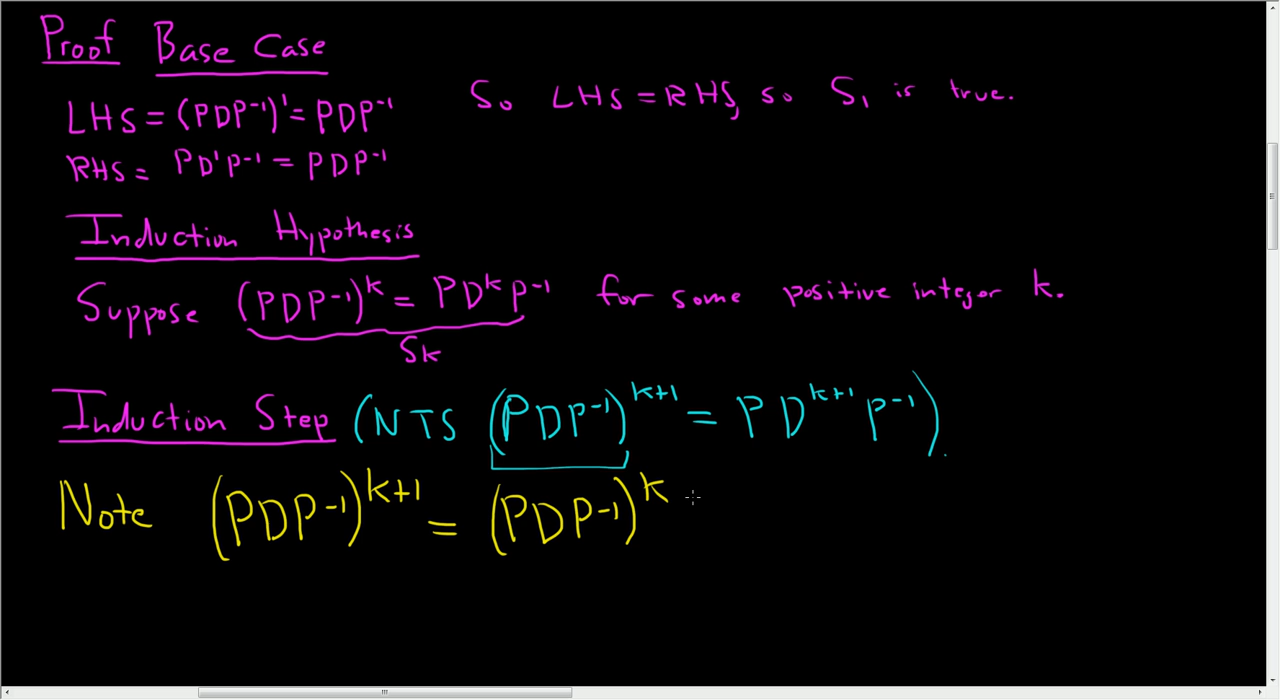 Proof Base Case
LHS = (PDP⁻¹)¹ = PDP⁻¹ So LHS = RHS, so S₁ is true.
RHS = PD¹P⁻¹ = PDP⁻¹
Induction Hypothesis
Suppose (PDP⁻¹)ᵏ = PDᵏP⁻¹ for some positive integer k.
Sk
Induction Step (NTS (PDP⁻¹)ᵏ⁺¹ = PDᵏ⁺¹P⁻¹).
Note (PDP⁻¹)ᵏ⁺¹ = (PDP⁻¹)ᵏ